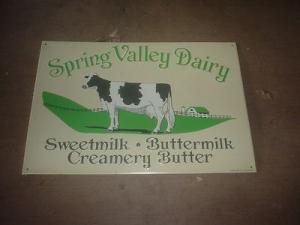 Spring Valley Dairy
Sweetmilk • Buttermilk
Creamery Butter